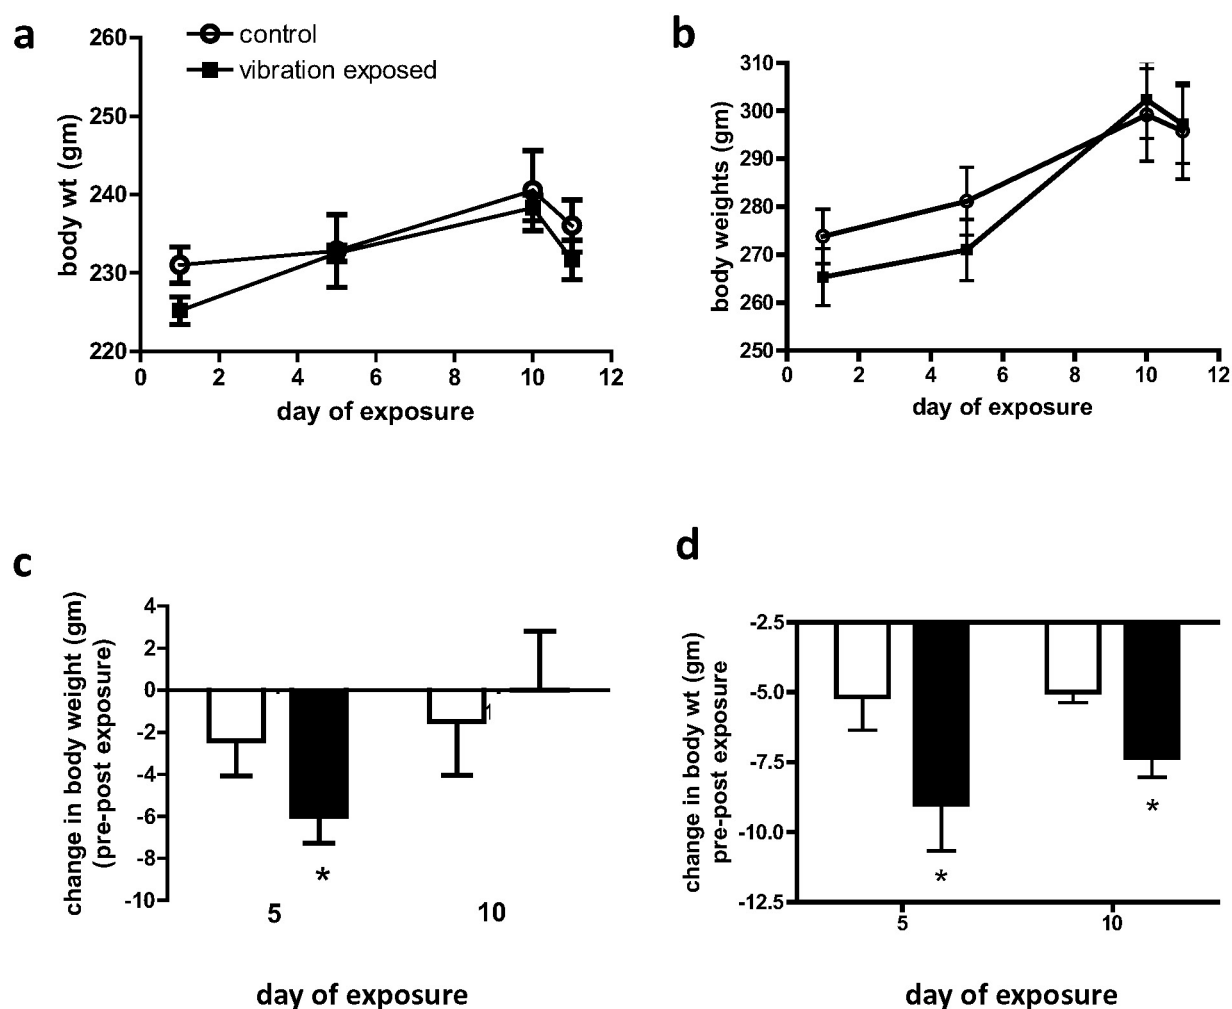 a
260
250
240
230
220
body wt (gm)
control
vibration exposed
0 2 4 6 8 10 12
day of exposure
b
310
300
290
280
270
260
250
body weights (gm)
0 2 4 6 8 10 12
day of exposure
c
4
2
0
-2
-4
-6
-8
-10
change in body weight (gm)
(pre-post exposure)
*
5 10
day of exposure
d
-2.5
-5.0
-7.5
-10.0
-12.5
change in body wt (gm)
pre-post exposure
*
*
5 10
day of exposure